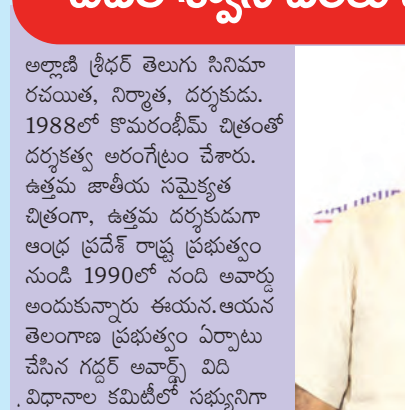 అల్లాణి శ్రీధర్ తెలుగు సినిమా
రచయిత, నిర్మాత, దర్శకుడు.
1988లో కొమరంభీమ్ చిత్రంతో
దర్శకత్వ అరంగేట్రం చేశారు.
ఉత్తమ జాతీయ సమైక్యత
చిత్రంగా, ఉత్తమ దర్శకుడుగా
ఆంధ్ర ప్రదేశ్ రాష్ట్ర ప్రభుత్వం
నుండి 1990లో నంది అవార్డు
అందుకున్నారు ఈయన.ఆయన
తెలంగాణ ప్రభుత్వం ఏర్పాటు
చేసిన గద్దర్ అవార్డ్స్ విది
విధానాల కమిటీలో సభ్యునిగా